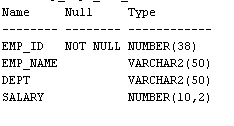 Name     Null     Type
-------- -------- ------------
EMP_ID   NOT NULL NUMBER(38)
EMP_NAME          VARCHAR2(50)
DEPT              VARCHAR2(50)
SALARY            NUMBER(10,2)